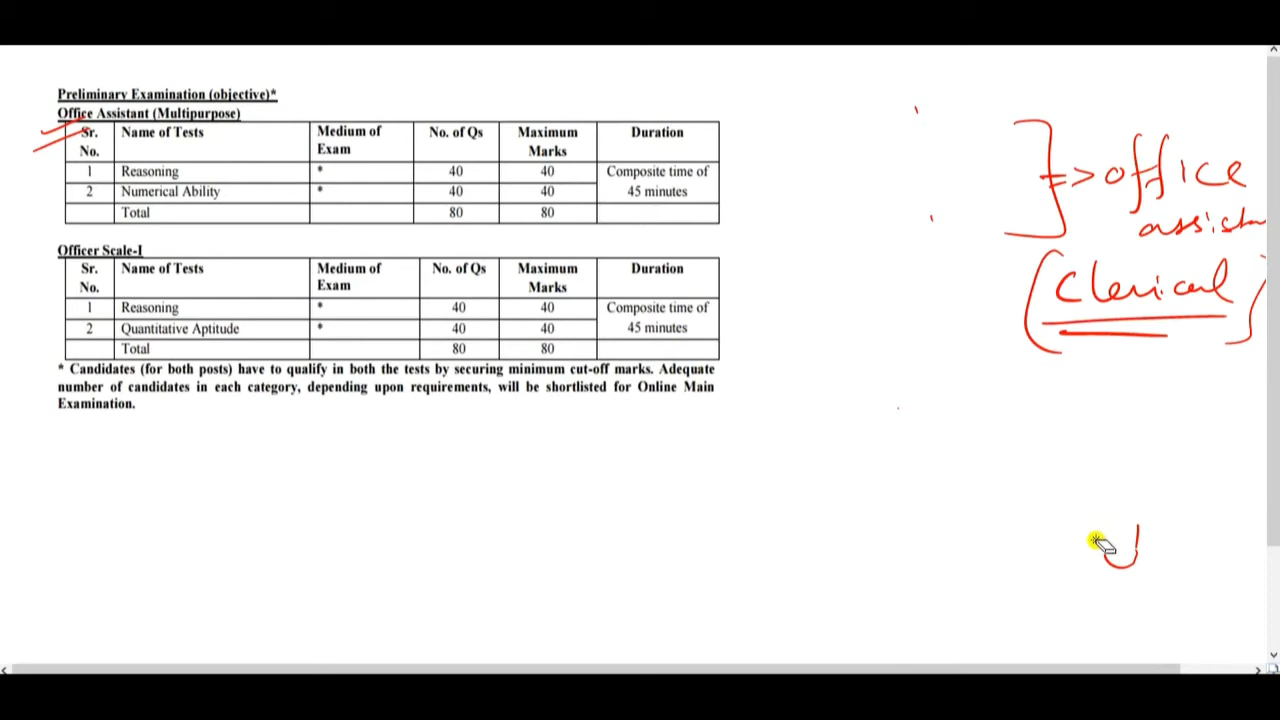 Preliminary Examination (objective)*
Office Assistant (Multipurpose)
Sr. No. Name of Tests Medium of Exam No. of Qs Maximum Marks Duration
1 Reasoning * 40 40 Composite time of 45 minutes
2 Numerical Ability * 40 40
Total 80 80
Officer Scale-I
Sr. No. Name of Tests Medium of Exam No. of Qs Maximum Marks Duration
1 Reasoning * 40 40 Composite time of 45 minutes
2 Quantitative Aptitude * 40 40
Total 80 80
* Candidates (for both posts) have to qualify in both the tests by securing minimum cut-off marks. Adequate
number of candidates in each category, depending upon requirements, will be shortlisted for Online Main
Examination.
} => office
assista
(Clerical)